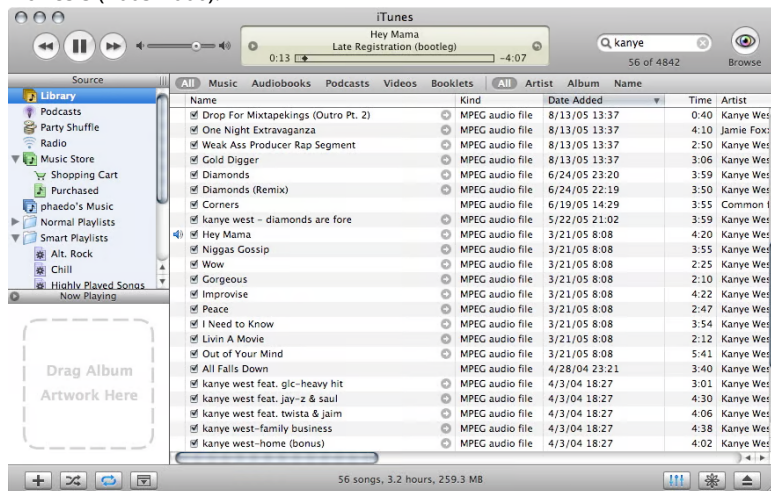 iTunes
Hey Mama
Late Registration (bootleg)
0:13 -4:07
kanye
56 of 4842
Browse
Source
All Music Audiobooks Podcasts Videos Booklets All Artist Album Name
Library
Podcasts
Party Shuffle
Radio
Music Store
Shopping Cart
Purchased
phaedo's Music
Normal Playlists
Smart Playlists
Alt. Rock
Chill
Highly Played Songs
Now Playing
Drag Album
Artwork Here
Name Kind Date Added Time Artist
Drop For Mixtapekings (Outro Pt. 2) MPEG audio file 8/13/05 13:37 0:40 Kanye Wes
One Night Extravaganza MPEG audio file 8/13/05 13:37 4:10 Jamie Fox
Weak Ass Producer Rap Segment MPEG audio file 8/13/05 13:37 2:50 Kanye Wes
Gold Digger MPEG audio file 8/13/05 13:37 3:06 Kanye Wes
Diamonds MPEG audio file 6/24/05 23:20 3:59 Kanye Wes
Diamonds (Remix) MPEG audio file 6/24/05 22:19 3:50 Kanye Wes
Corners MPEG audio file 6/19/05 14:29 3:55 Common
kanye west - diamonds are fore MPEG audio file 5/22/05 21:02 3:59 Kanye Wes
Hey Mama MPEG audio file 3/21/05 8:08 4:20 Kanye Wes
Niggas Gossip MPEG audio file 3/21/05 8:08 3:55 Kanye Wes
Wow MPEG audio file 3/21/05 8:08 2:25 Kanye Wes
Gorgeous MPEG audio file 3/21/05 8:08 2:10 Kanye Wes
Improvise MPEG audio file 3/21/05 8:08 4:22 Kanye Wes
Peace MPEG audio file 3/21/05 8:08 2:47 Kanye Wes
I Need to Know MPEG audio file 3/21/05 8:08 3:54 Kanye Wes
Livin A Movie MPEG audio file 3/21/05 8:08 2:12 Kanye Wes
Out of Your Mind MPEG audio file 3/21/05 8:08 5:41 Kanye Wes
All Falls Down MPEG audio file 4/28/04 23:21 3:40 Kanye Wes
kanye west feat. glc-heavy hit MPEG audio file 4/3/04 18:27 3:01 Kanye Wes
kanye west feat. jay-z & saul MPEG audio file 4/3/04 18:27 4:30 Kanye Wes
kanye west feat. twista & jaim MPEG audio file 4/3/04 18:27 4:06 Kanye Wes
kanye west-family business MPEG audio file 4/3/04 18:27 4:38 Kanye Wes
kanye west-home (bonus) MPEG audio file 4/3/04 18:27 4:02 Kanye Wes
56 songs, 3.2 hours, 259.3 MB